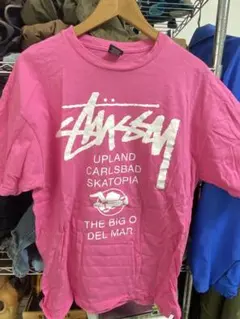 STÜSSY
UPLAND
CARLSBAD
SKATOPIA
THE BIG O
DEL MAR